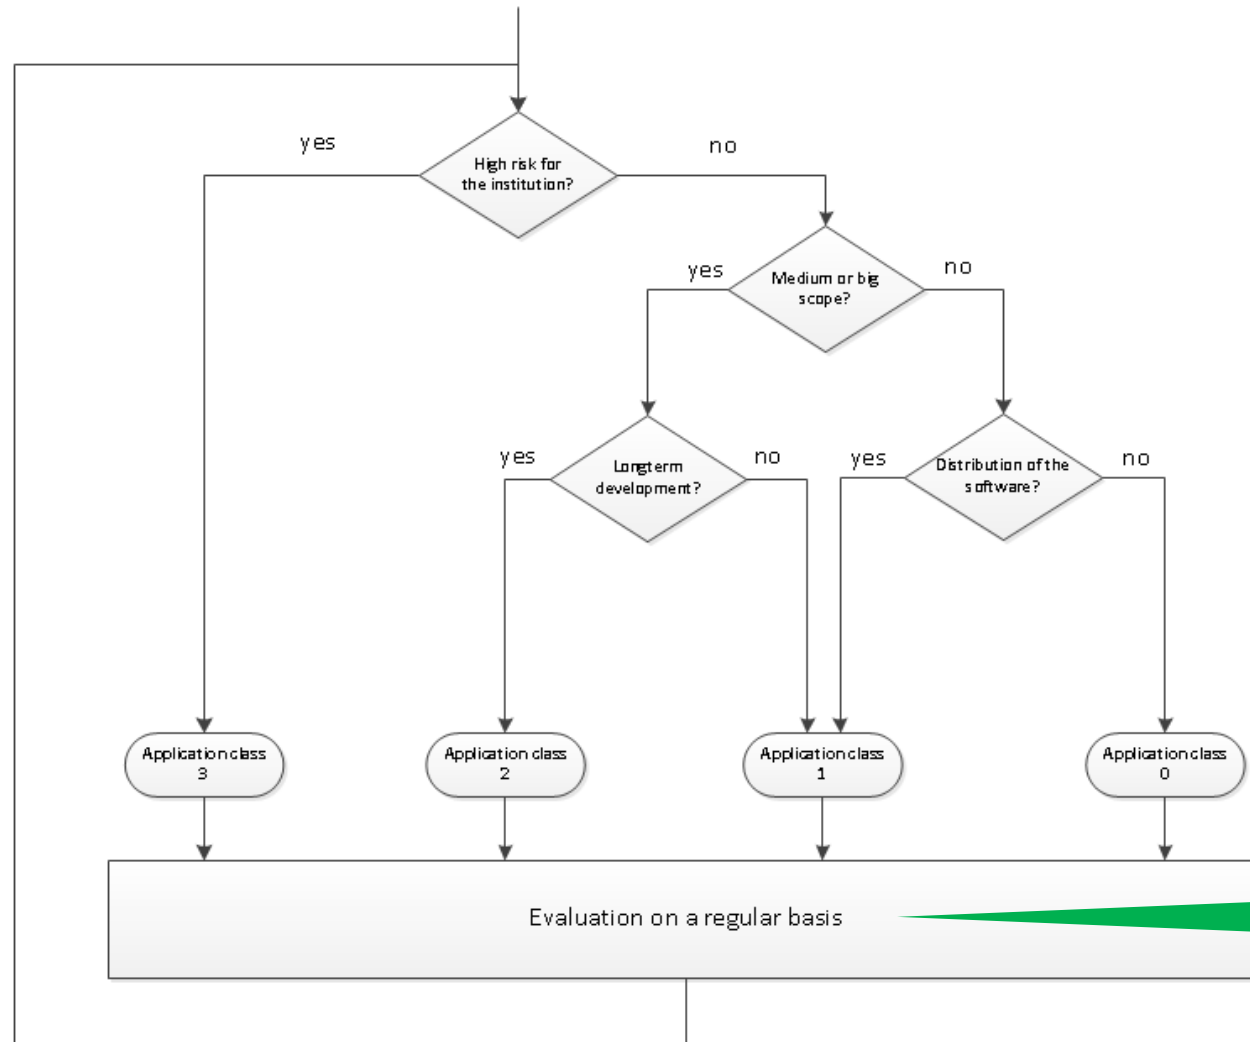 yes
no
High risk for
the institution?
yes
no
Medium or big
scope?
yes
no
yes
no
Longterm
development?
Distribution of the
software?
Application class
3
Application class
2
Application class
1
Application class
0
Evaluation on a regular basis